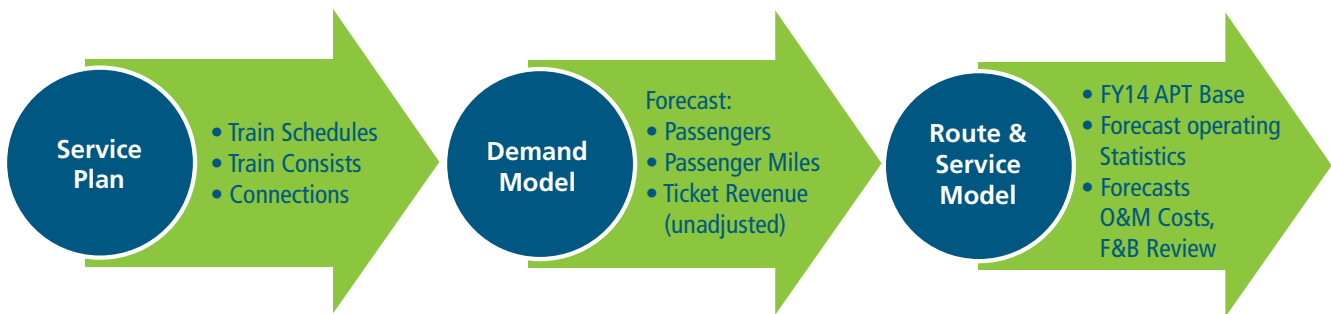 Service
Plan
• Train Schedules
• Train Consists
• Connections
Demand
Model
Forecast:
• Passengers
• Passenger Miles
• Ticket Revenue
(unadjusted)
Route &
Service
Model
• FY14 APT Base
• Forecast operating
Statistics
• Forecasts
O&M Costs,
F&B Review